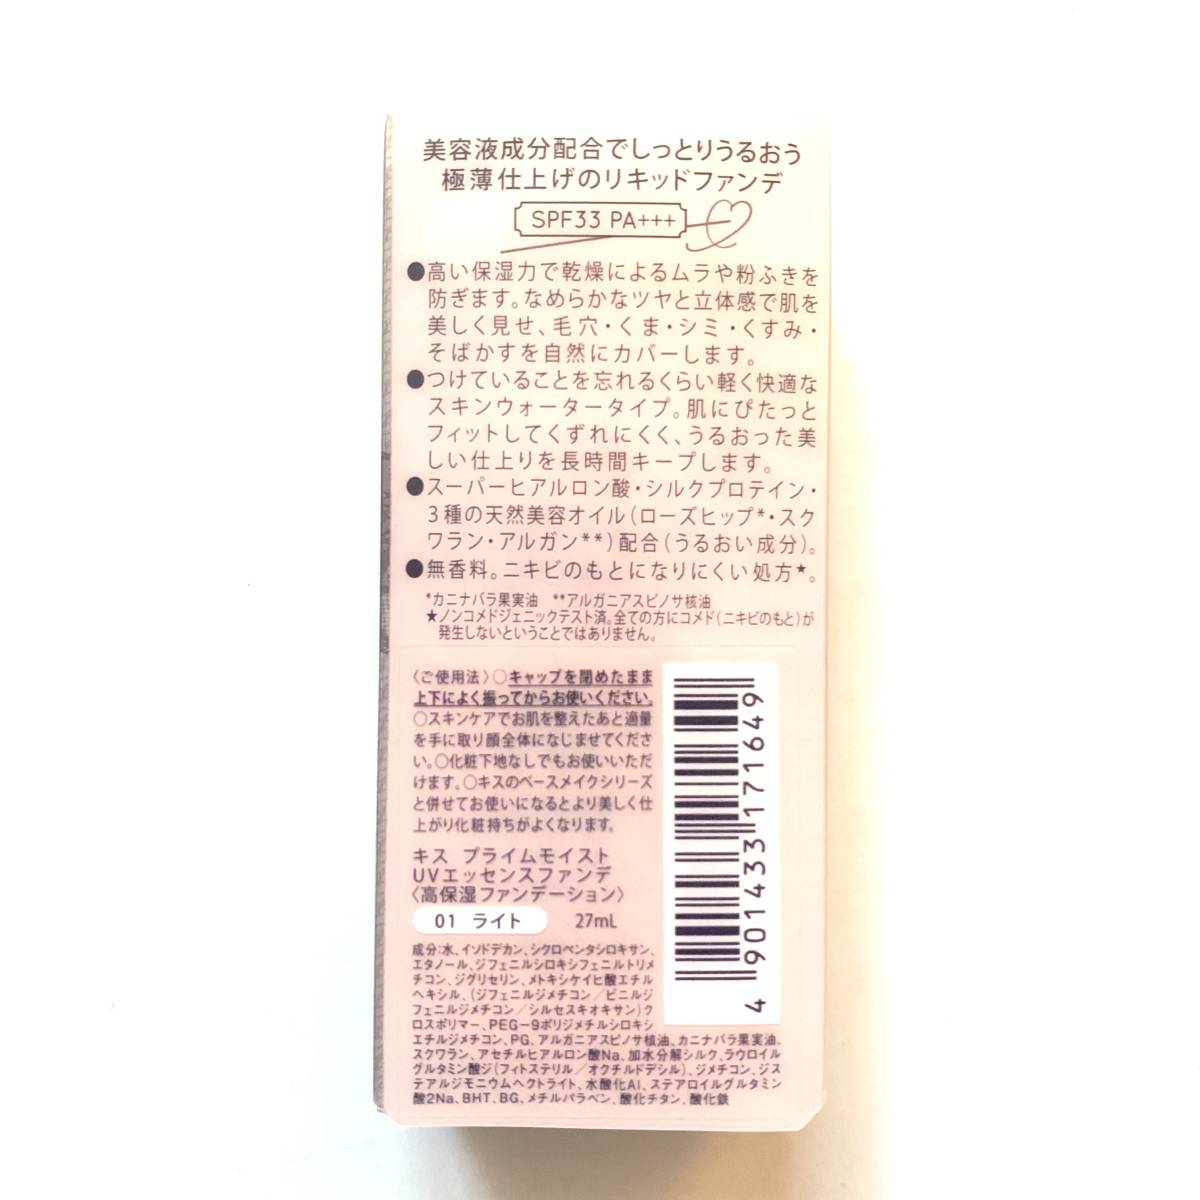 美容液成分配合でしっとりうるおう
極薄仕上げのリキッドファンデ
SPF33 PA+++
●高い保湿力で乾燥によるムラや粉ふきを
防ぎます。なめらかなツヤと立体感で肌を
美しく見せ、毛穴・くま・シミ・くすみ・
そばかすを自然にカバーします。
●つけていることを忘れるくらい軽く快適な
スキンウォータータイプ。肌にぴたっと
フィットしてくずれにくく、うるおった美
しい仕上りを長時間キープします。
●スーパーヒアルロン酸・シルクプロテイン・
3種の天然美容オイル(ローズヒップ*・スク
ワラン・アルガン**)配合(うるおい成分)。
●無香料。ニキビのもとになりにくい処方★。
*カニナバラ果実油 **アルガニアスピノサ核油
★ノンコメドジェニックテスト済。全ての方にコメド(ニキビのもと)が
発生しないということではありません。
〈ご使用法〉○キャップを閉めたまま
上下によく振ってからお使いください。
○スキンケアでお肌を整えたあと適量
を手に取り顔全体になじませてくださ
い。○化粧下地なしでもお使いいただ
けます。○キスのベースメイクシリーズ
と併せてお使いになるとより美しく仕
上がり化粧持ちがよくなります。
キス プライムモイスト
UVエッセンスファンデ
〈高保湿ファンデーション〉
01 ライト 27mL
成分:水、イソドデカン、シクロペンタシロキサン、
エタノール、ジフェニルシロキシフェニルトリメ
チコン、ジグリセリン、メトキシケイヒ酸エチル
ヘキシル、(ジフェニルジメチコン/ビニルジ
フェニルジメチコン/シルセスキオキサン)ク
ロスポリマー、PEG-9ポリジメチルシロキシ
エチルジメチコン、PG、アルガニアスピノサ核油、カニナバラ果実油、
スクワラン、アセチルヒアルロン酸Na、加水分解シルク、ラウロイル
グルタミン酸ジ(フィトステリル/オクチルドデシル)、ジメチコン、ジス
テアルジモニウムヘクトライト、水酸化Al、ステアロイルグルタミン
酸2Na、BHT、BG、メチルパラベン、酸化チタン、酸化鉄
4 901433 171649